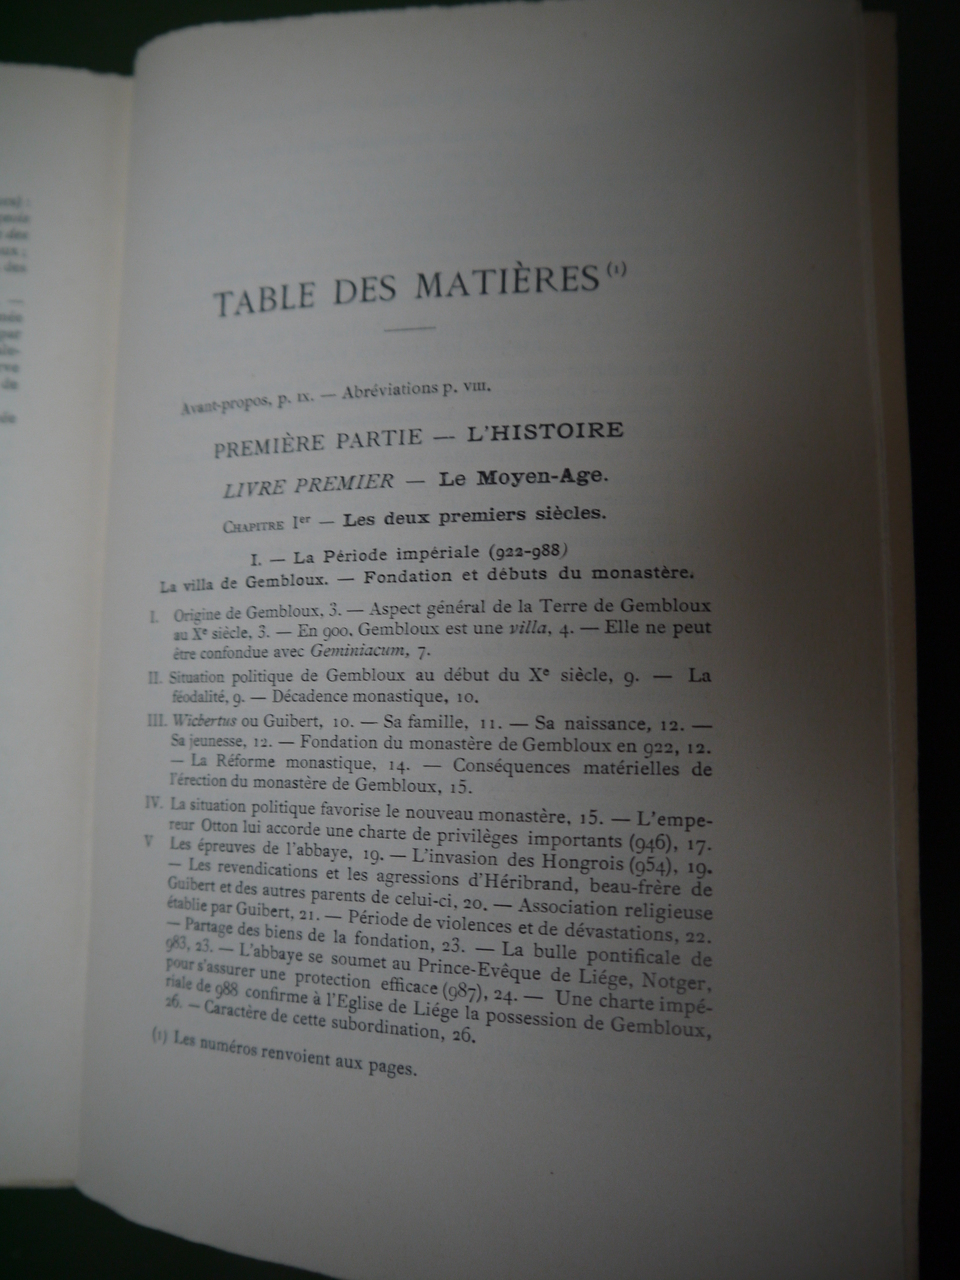 TABLE DES MATIÈRES (1)
Avant-propos, p. IX. — Abréviations p. VIII.
PREMIÈRE PARTIE — L'HISTOIRE
LIVRE PREMIER — Le Moyen-Age.
CHAPITRE Ier — Les deux premiers siècles.
I. — La Période impériale (922-988)
La villa de Gembloux. — Fondation et débuts du monastère.
I. Origine de Gembloux, 3. — Aspect général de la Terre de Gembloux
au Xe siècle, 3. — En 900, Gembloux est une villa, 4. — Elle ne peut
être confondue avec Geminiacum, 7.
II. Situation politique de Gembloux au début du Xe siècle, 9. — La
féodalité, 9. — Décadence monastique, 10.
III. Wicbertus ou Guibert, 10. — Sa famille, 11. — Sa naissance, 12. —
Sa jeunesse, 12. — Fondation du monastère de Gembloux en 922, 12.
— La Réforme monastique, 14. — Conséquences matérielles de
l'érection du monastère de Gembloux, 15.
IV. La situation politique favorise le nouveau monastère, 15. — L'empe-
reur Otton lui accorde une charte de privilèges importants (946), 17.
V Les épreuves de l'abbaye, 19. — L'invasion des Hongrois (954), 19.
— Les revendications et les agressions d'Héribrand, beau-frère de
Guibert et des autres parents de celui-ci, 20. — Association religieuse
établie par Guibert, 21. — Période de violences et de dévastations, 22.
— Partage des biens de la fondation, 23. — La bulle pontificale de
983, 23. — L'abbaye se soumet au Prince-Evêque de Liége, Notger,
pour s'assurer une protection efficace (987), 24. — Une charte impé-
riale de 988 confirme à l'Eglise de Liége la possession de Gembloux,
26. — Caractère de cette subordination, 26.
(1) Les numéros renvoient aux pages.